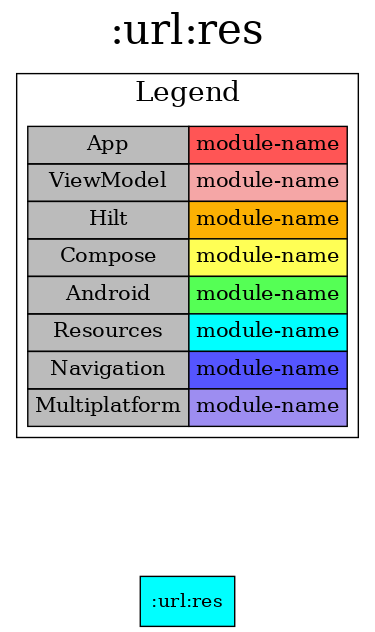 :url:res
Legend
App module-name
ViewModel module-name
Hilt module-name
Compose module-name
Android module-name
Resources module-name
Navigation module-name
Multiplatform module-name
:url:res